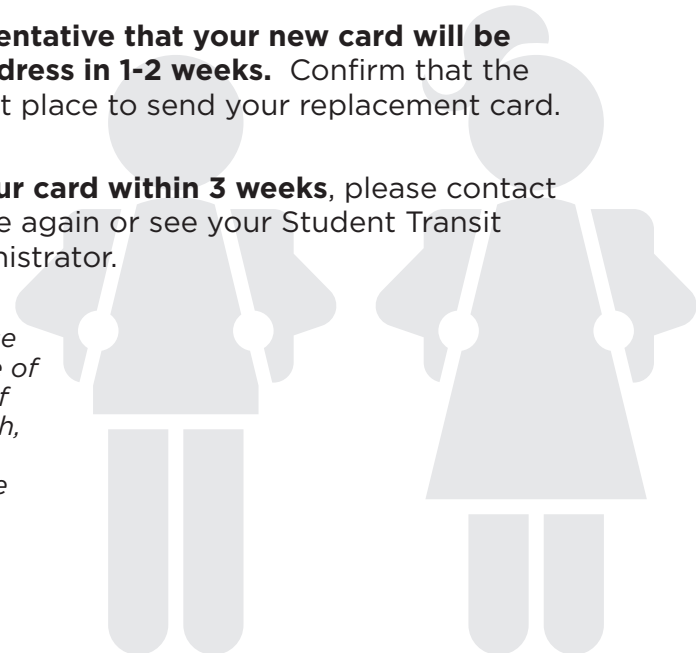 entative that your new card will be
dress in 1-2 weeks. Confirm that the
t place to send your replacement card.
ur card within 3 weeks, please contact
e again or see your Student Transit
nistrator.
e
e of
f
h,
e